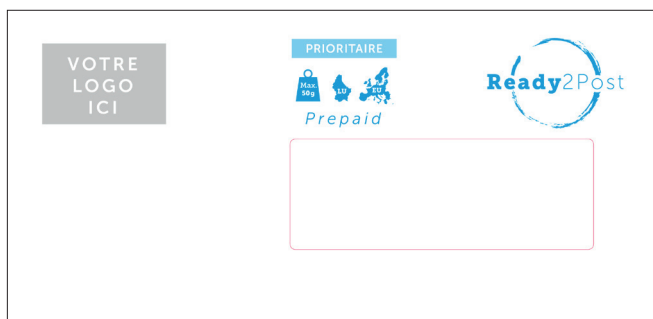 VOTRE
LOGO
ICI
PRIORITAIRE
Max.
50g
LU
EU
Prepaid
Ready2Post